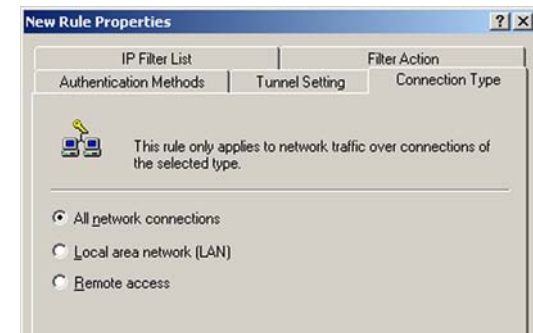 New Rule Properties
IP Filter List Filter Action
Authentication Methods Tunnel Setting Connection Type
This rule only applies to network traffic over connections of
the selected type.
All network connections
Local area network (LAN)
Remote access